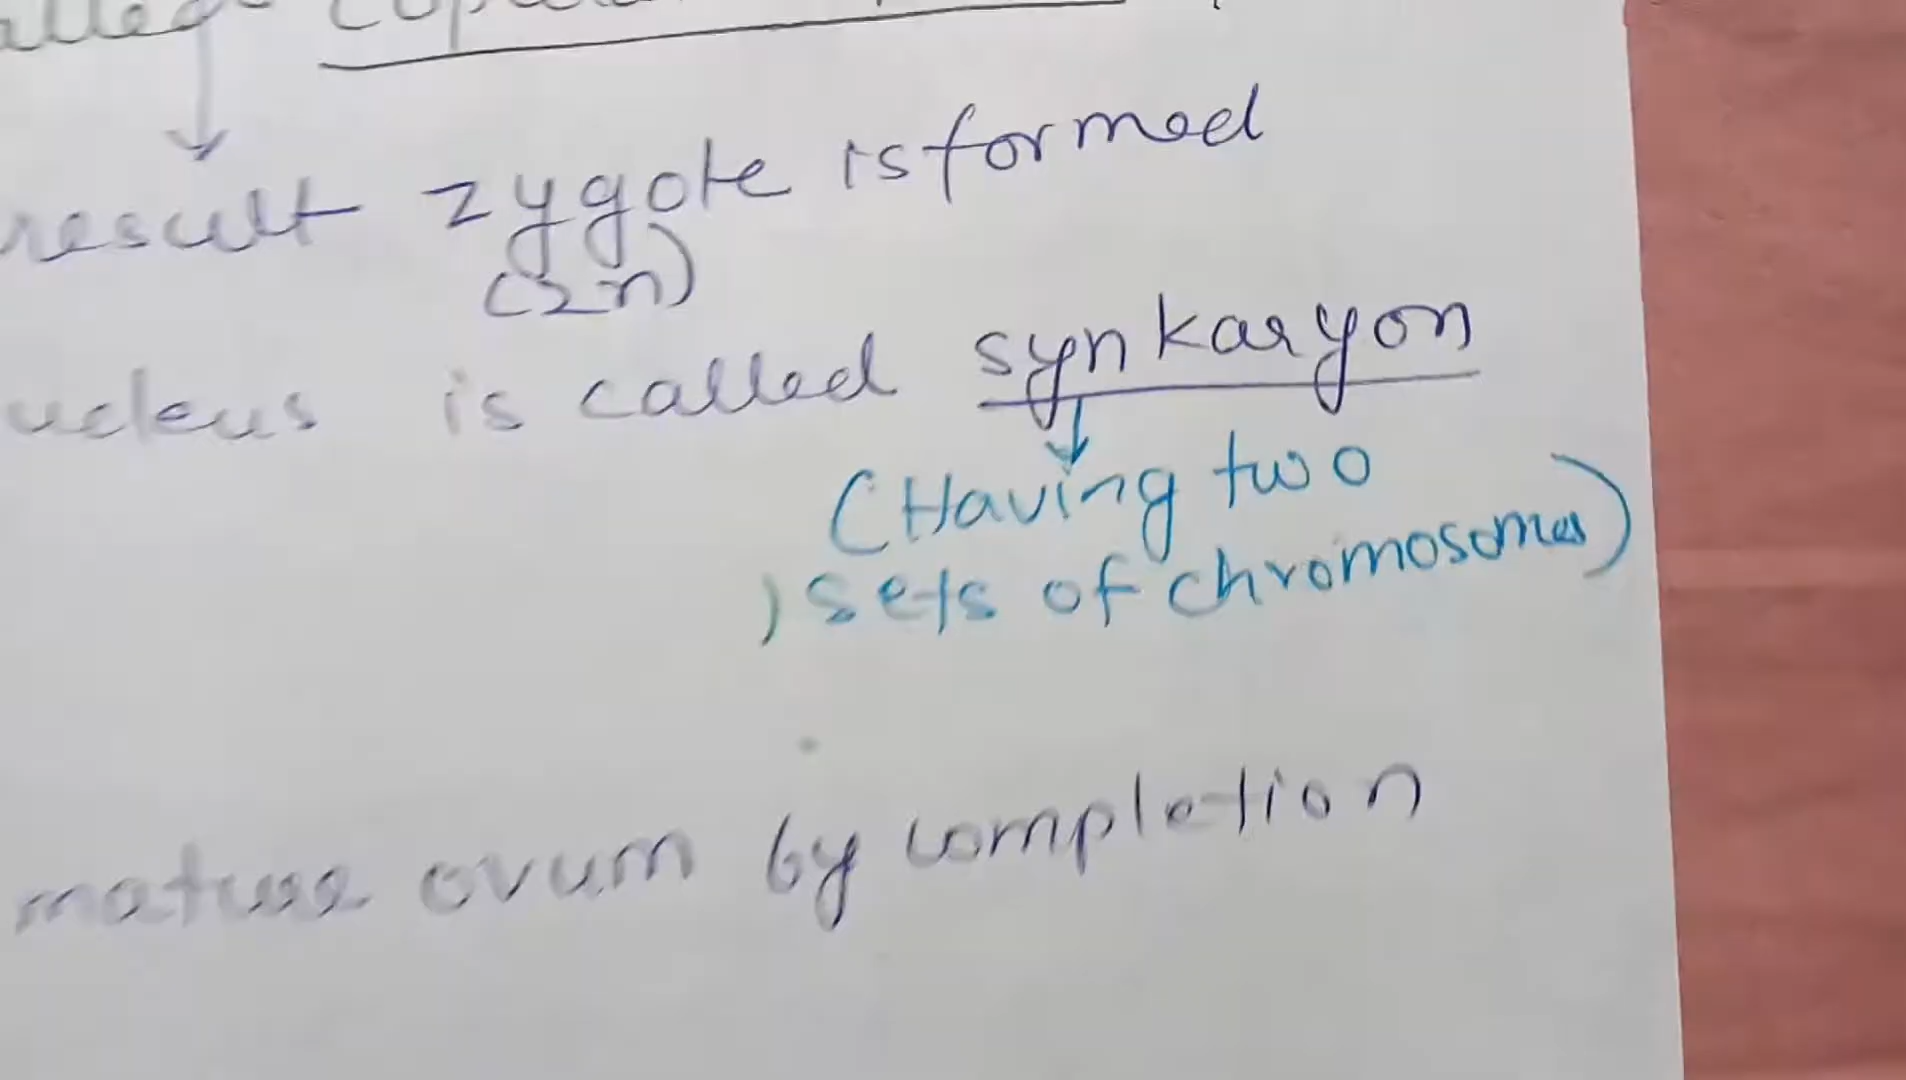 result zygote is formed
(2n)
ucleus is called synkaryon
(Having two
sets of chromosomes)
mature ovum by completion